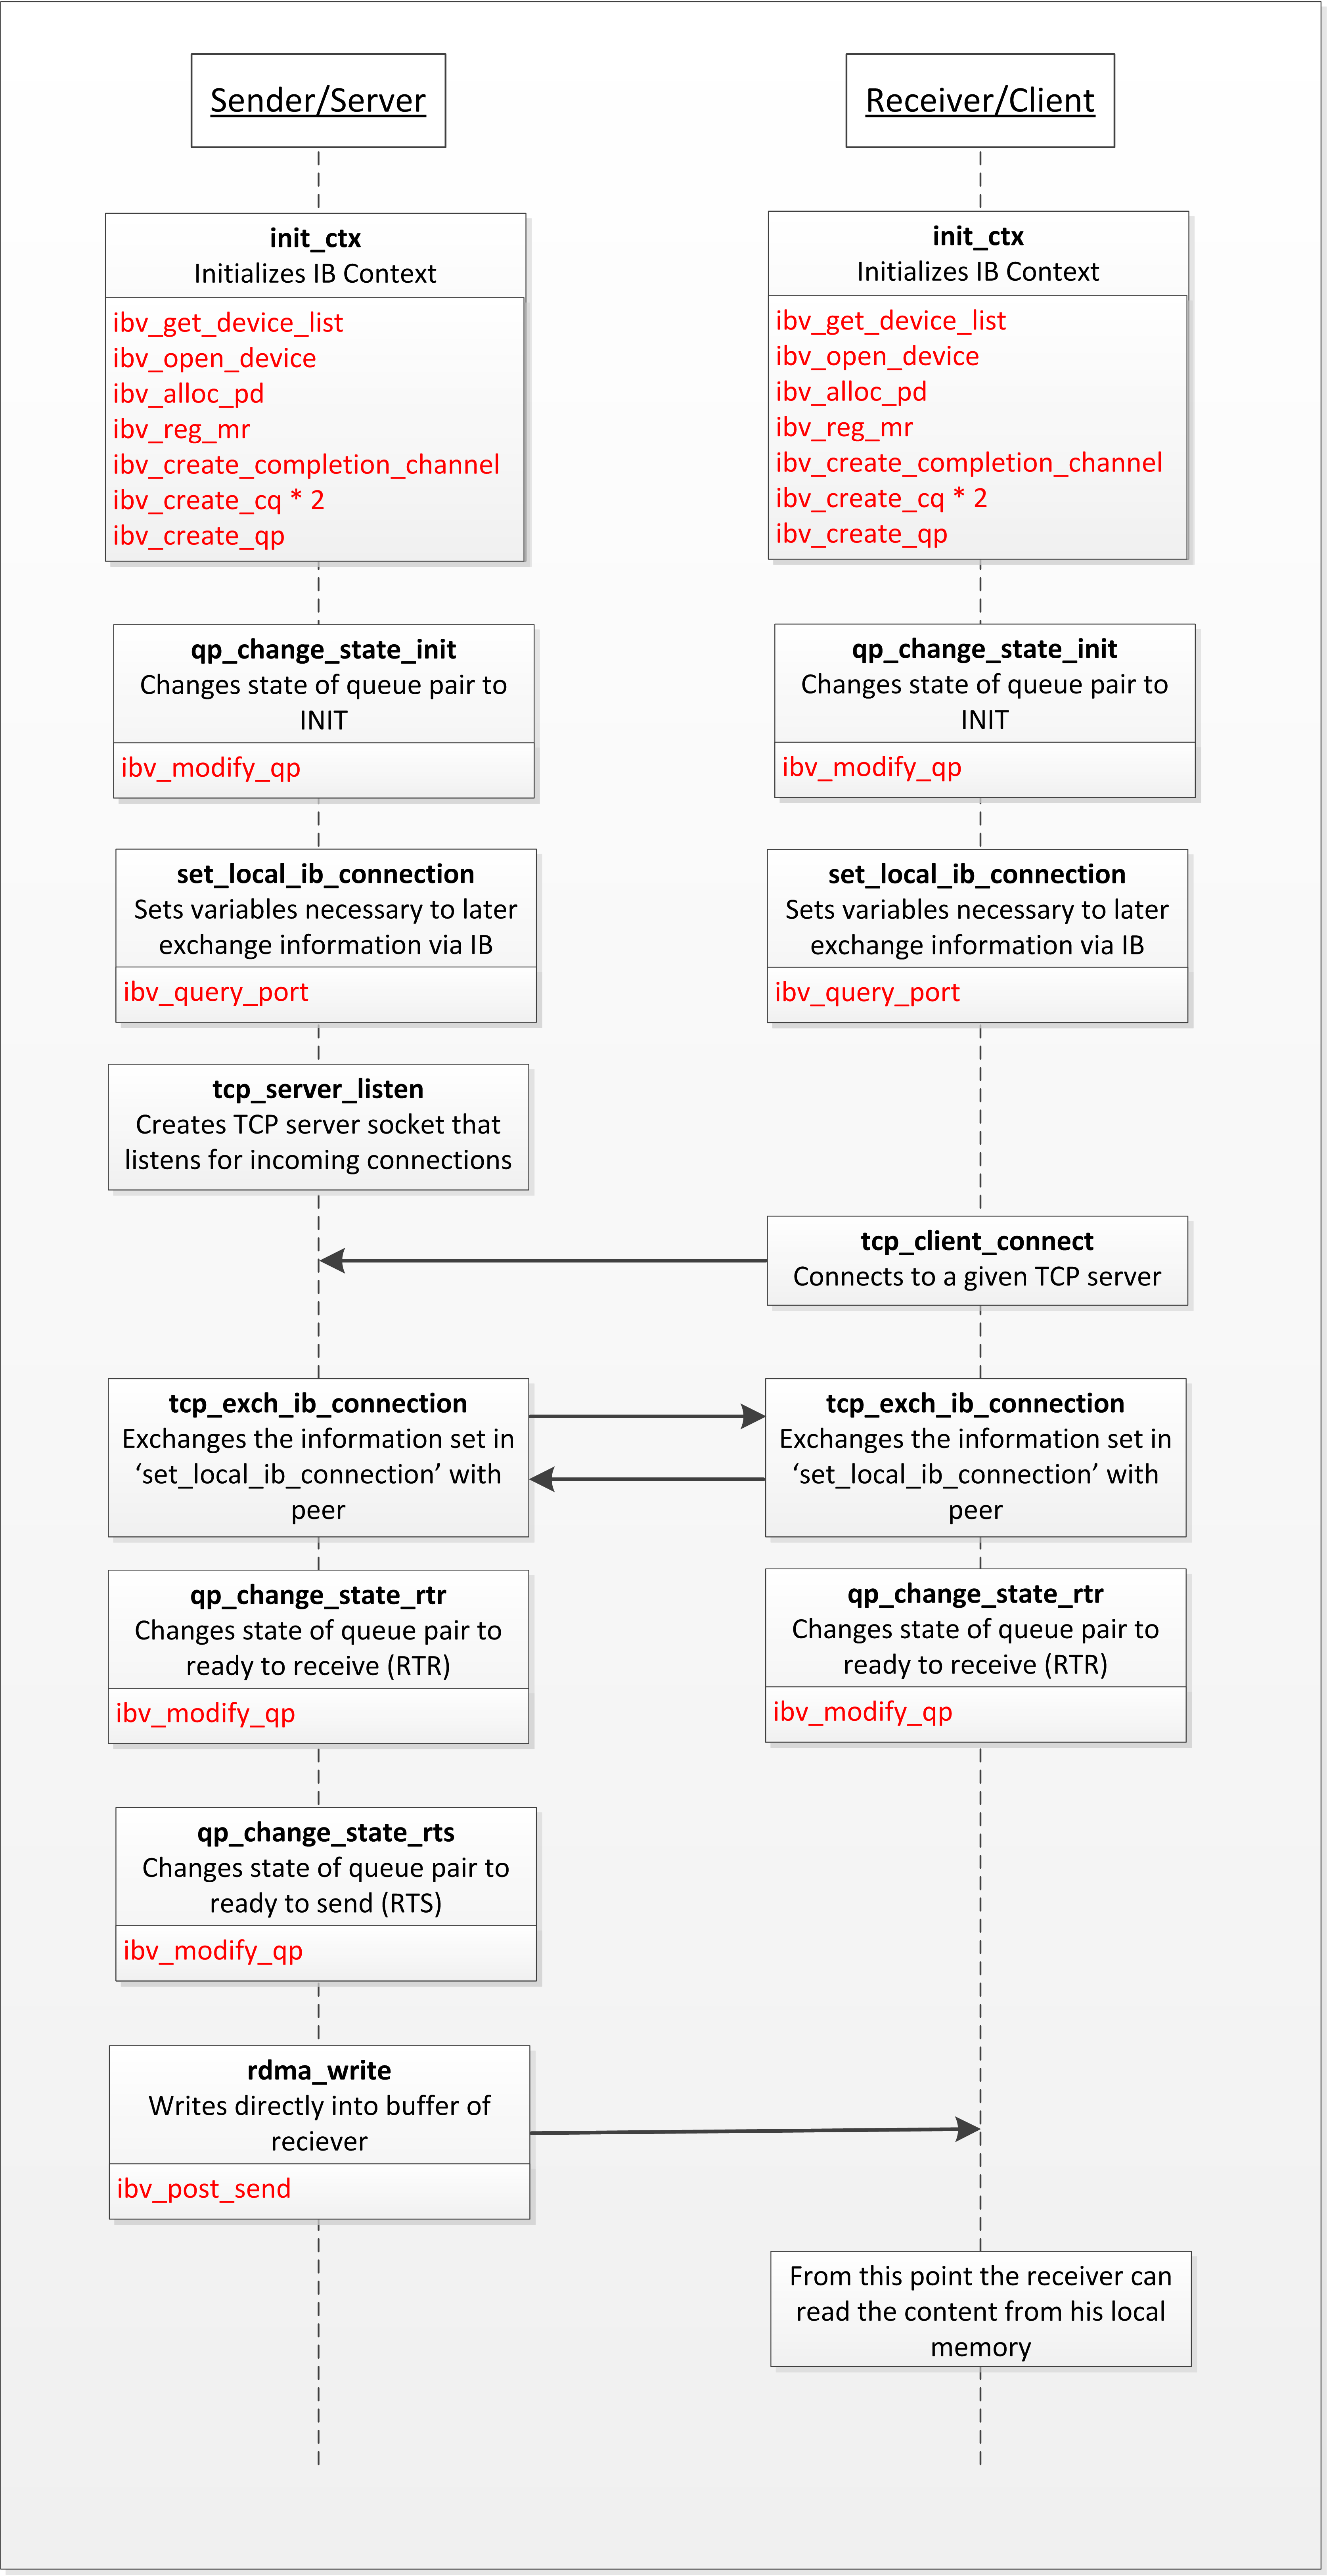 Sender/Server
Receiver/Client
init_ctx
Initializes IB Context
ibv_get_device_list
ibv_open_device
ibv_alloc_pd
ibv_reg_mr
ibv_create_completion_channel
ibv_create_cq * 2
ibv_create_qp
init_ctx
Initializes IB Context
ibv_get_device_list
ibv_open_device
ibv_alloc_pd
ibv_reg_mr
ibv_create_completion_channel
ibv_create_cq * 2
ibv_create_qp
qp_change_state_init
Changes state of queue pair to
INIT
ibv_modify_qp
qp_change_state_init
Changes state of queue pair to
INIT
ibv_modify_qp
set_local_ib_connection
Sets variables necessary to later
exchange information via IB
ibv_query_port
set_local_ib_connection
Sets variables necessary to later
exchange information via IB
ibv_query_port
tcp_server_listen
Creates TCP server socket that
listens for incoming connections
tcp_client_connect
Connects to a given TCP server
tcp_exch_ib_connection
Exchanges the information set in
‘set_local_ib_connection’ with
peer
tcp_exch_ib_connection
Exchanges the information set in
‘set_local_ib_connection’ with
peer
qp_change_state_rtr
Changes state of queue pair to
ready to receive (RTR)
ibv_modify_qp
qp_change_state_rtr
Changes state of queue pair to
ready to receive (RTR)
ibv_modify_qp
qp_change_state_rts
Changes state of queue pair to
ready to send (RTS)
ibv_modify_qp
rdma_write
Writes directly into buffer of
reciever
ibv_post_send
From this point the receiver can
read the content from his local
memory